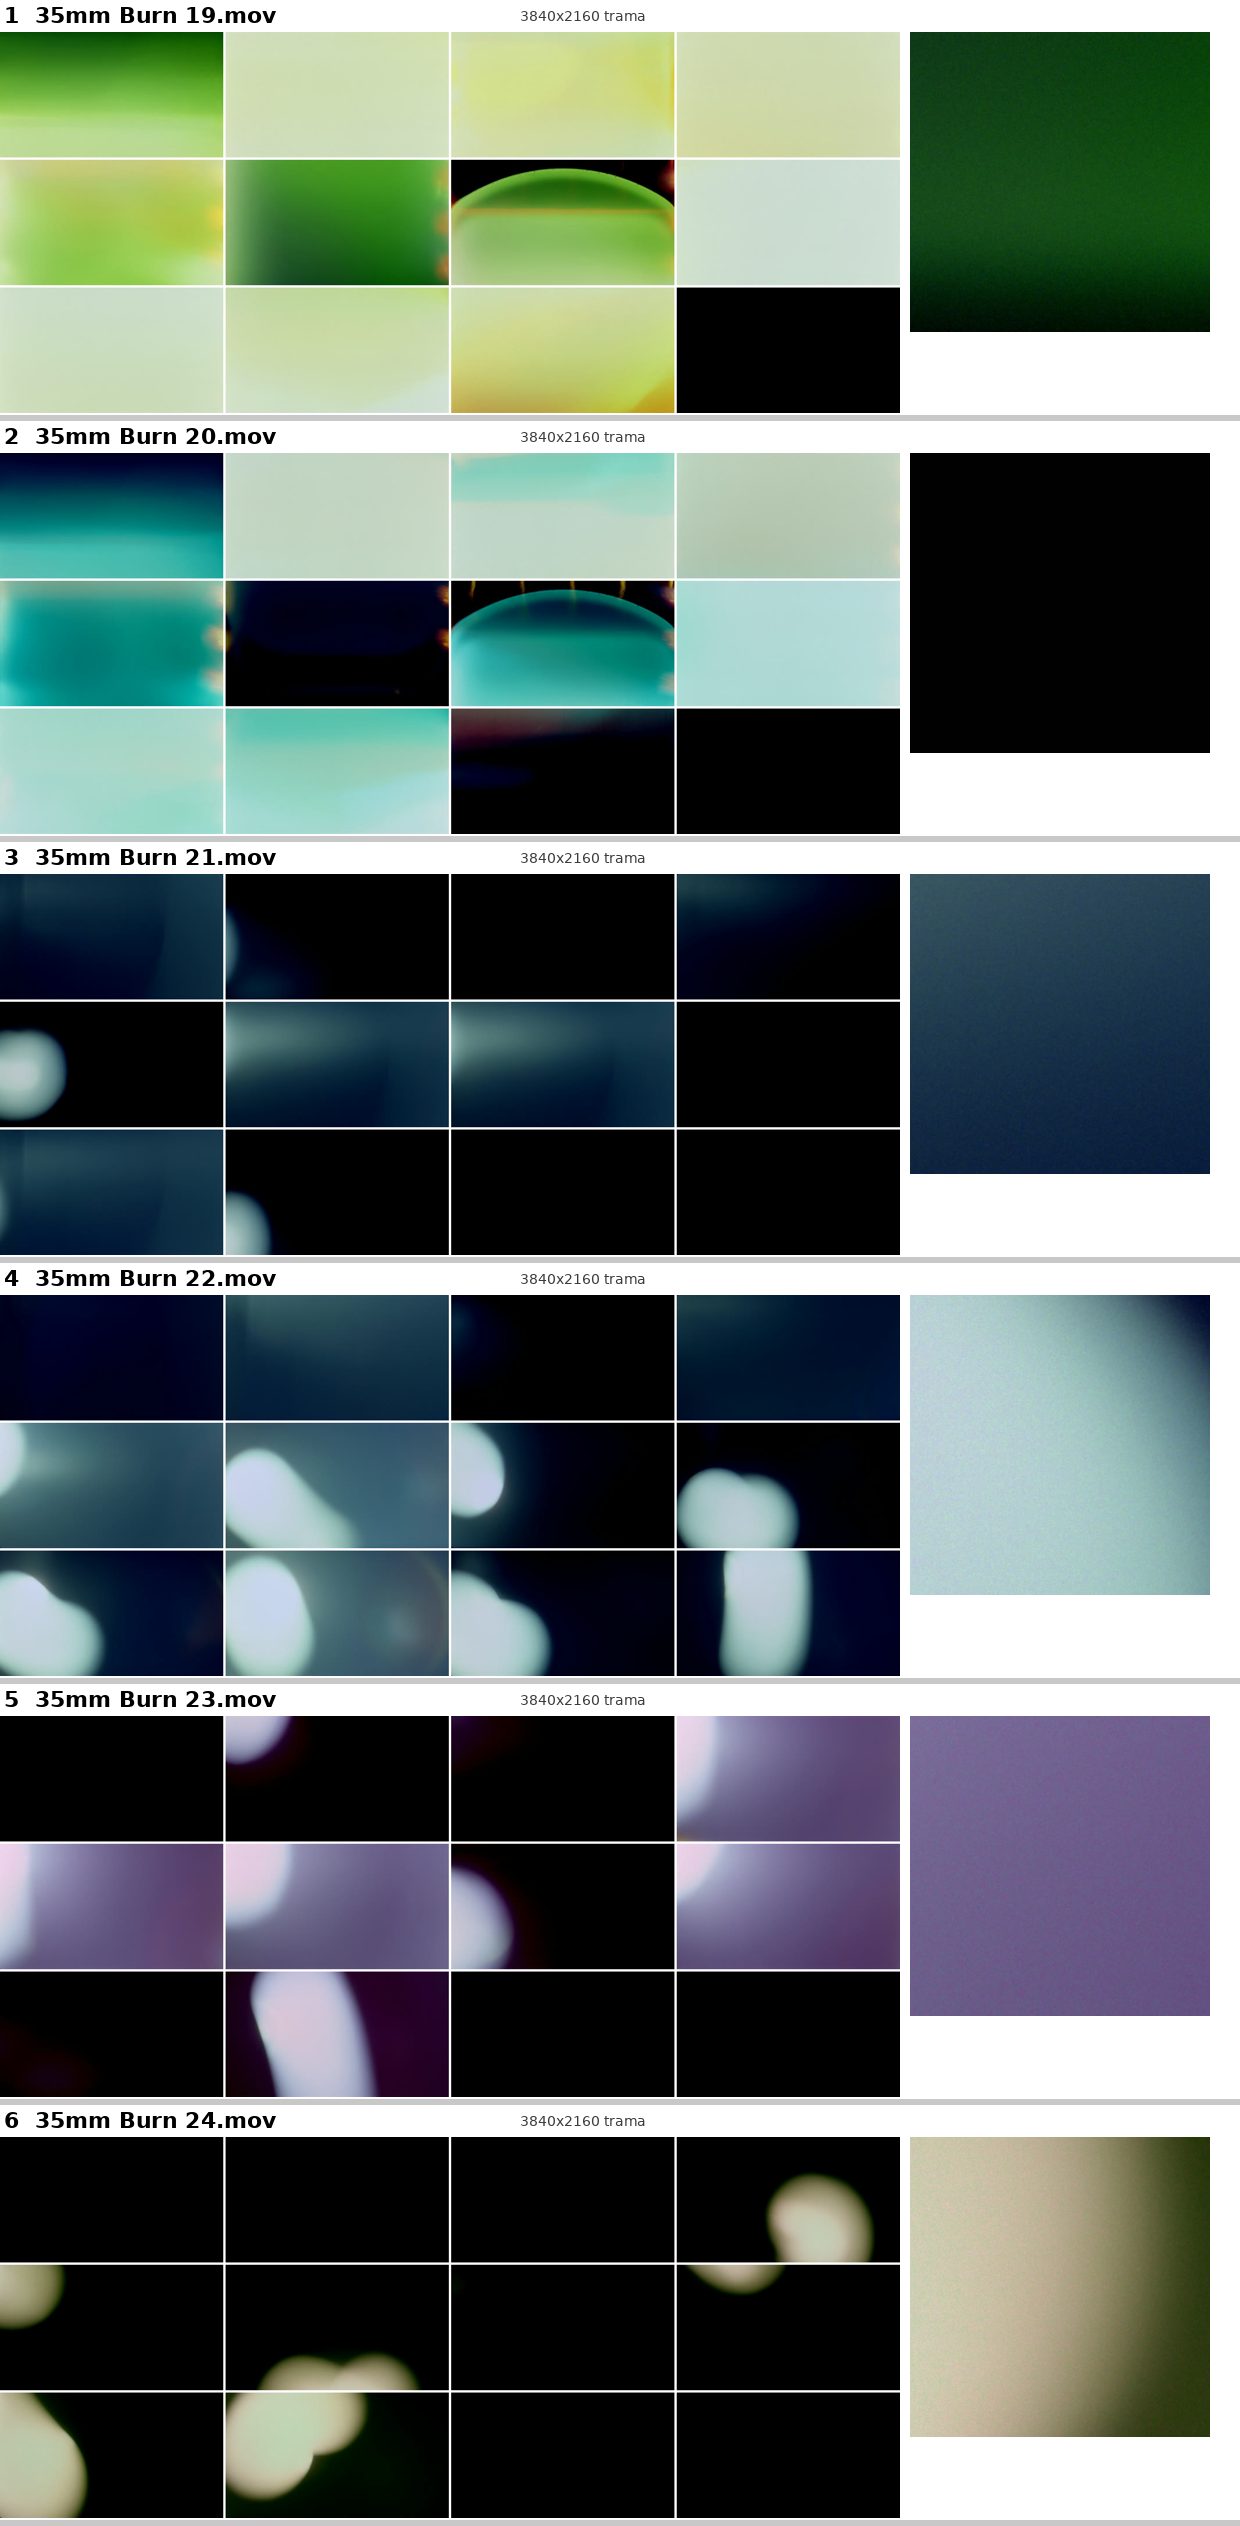 1 35mm Burn 19.mov 3840x2160 trama
2 35mm Burn 20.mov 3840x2160 trama
3 35mm Burn 21.mov 3840x2160 trama
4 35mm Burn 22.mov 3840x2160 trama
5 35mm Burn 23.mov 3840x2160 trama
6 35mm Burn 24.mov 3840x2160 trama